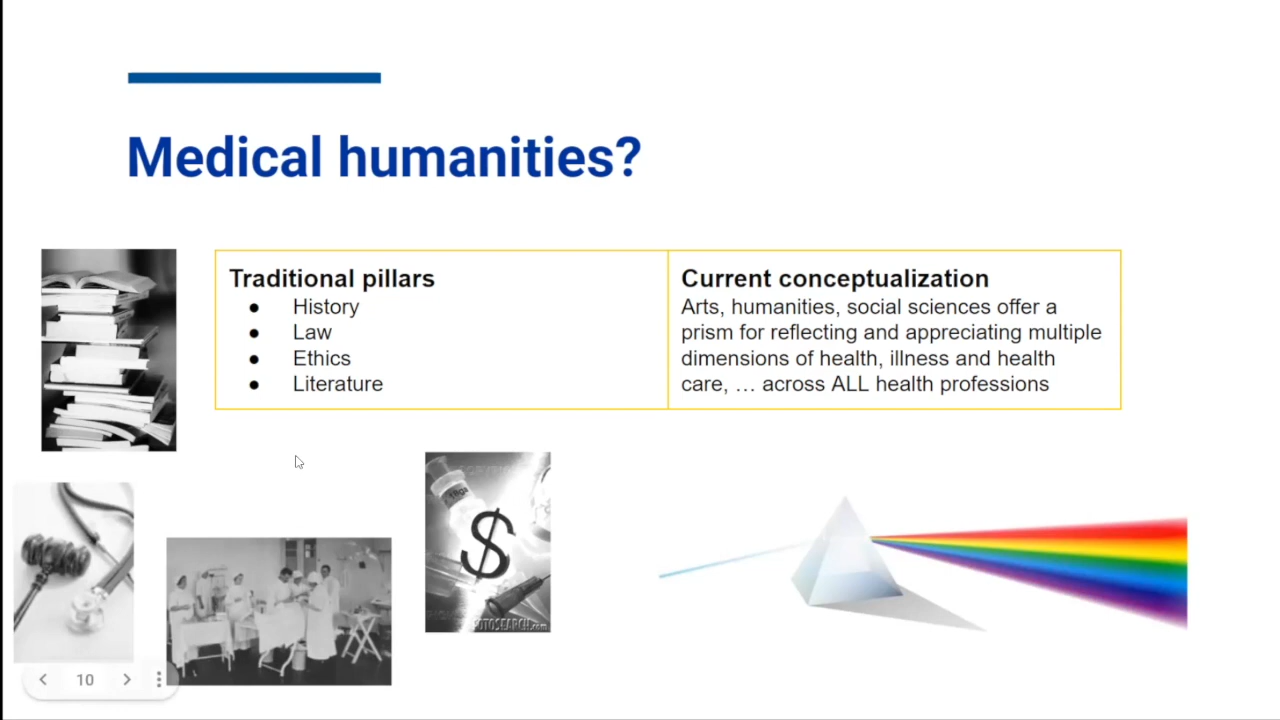 Medical humanities?
Traditional pillars
● History
● Law
● Ethics
● Literature
Current conceptualization
Arts, humanities, social sciences offer a
prism for reflecting and appreciating multiple
dimensions of health, illness and health
care, … across ALL health professions
$
10